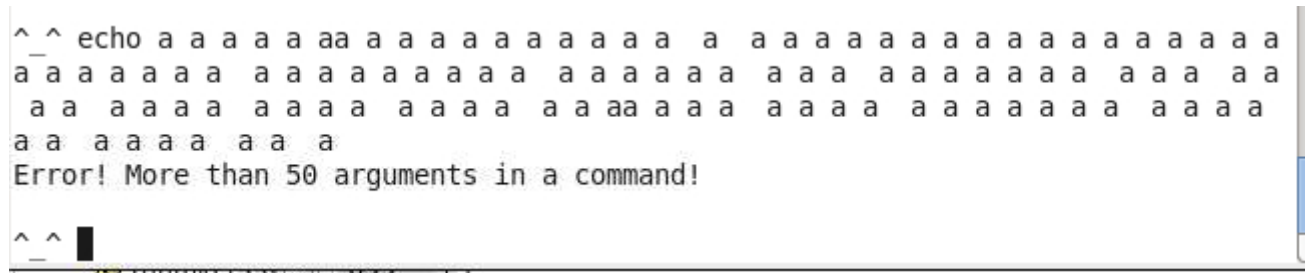 ^_^ echo a a a a a aa a a a a a a a a a a  a  a a a a a a a a a a a a a a a a a
a a a a a a a  a a a a a a a a a  a a a a a a  a a a  a a a a a a a  a a a  a a
 a a  a a a a  a a a a  a a a a  a a aa a a a a  a a a a  a a a a a a a  a a a a
a a  a a a a  a a  a
Error! More than 50 arguments in a command!
^_^